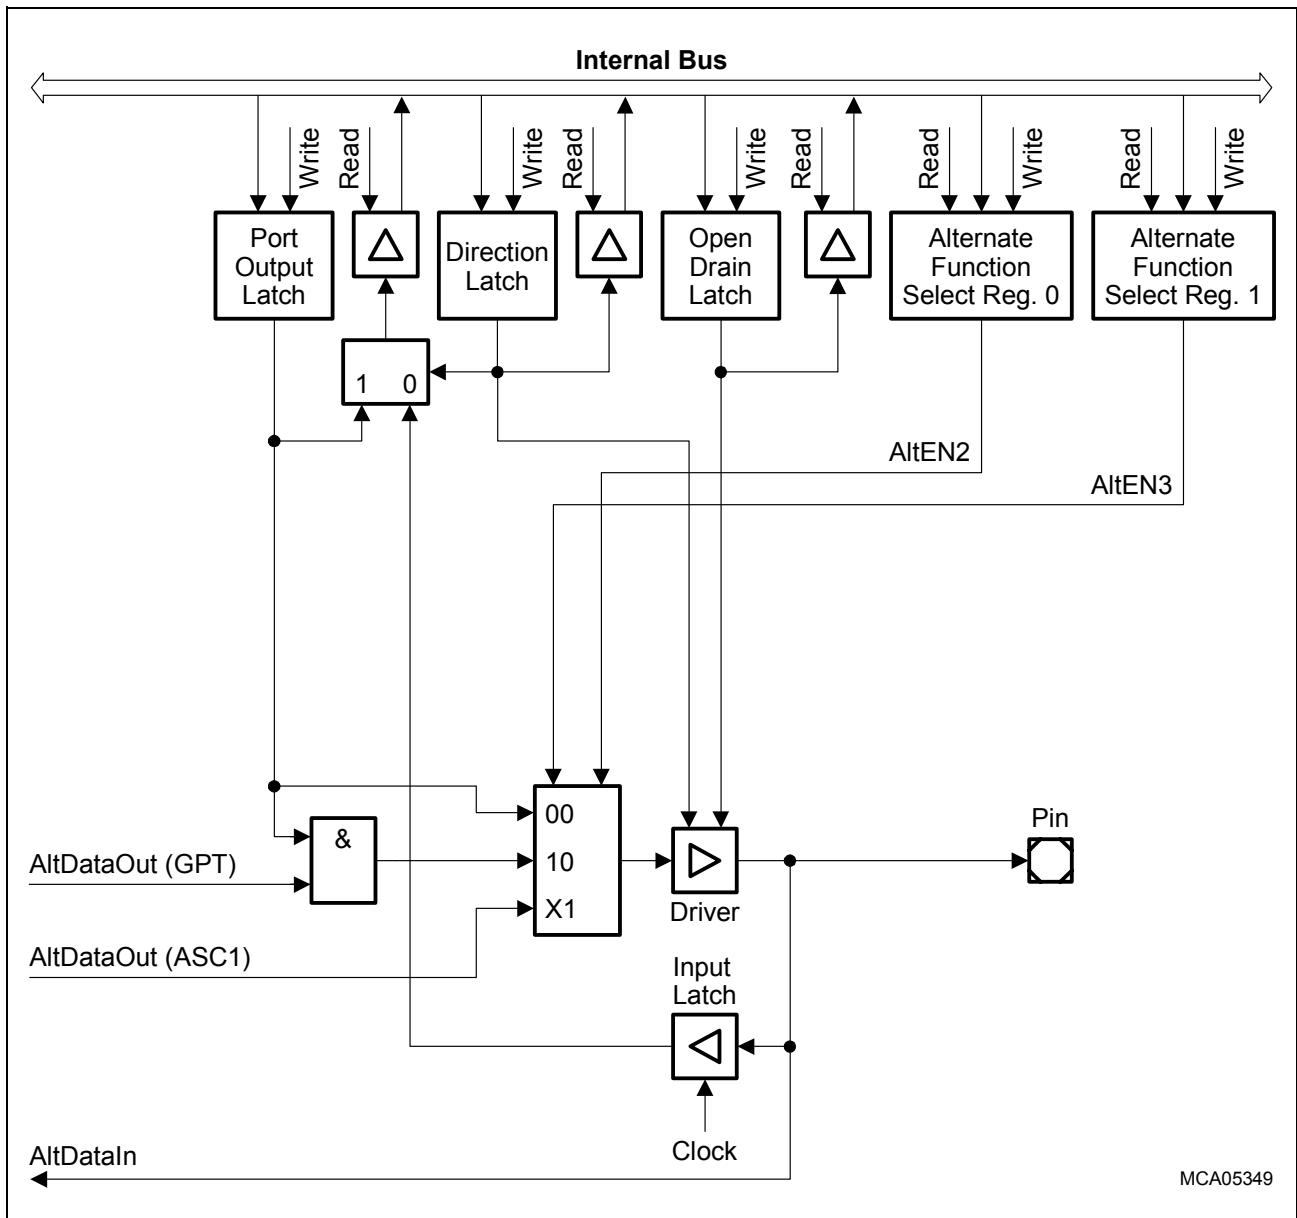 Internal Bus
Write
Read
Write
Read
Write
Read
Read
Write
Read
Write
Port
Output
Latch
Direction
Latch
Open
Drain
Latch
Alternate
Function
Select Reg. 0
Alternate
Function
Select Reg. 1
1 0
AltEN2
AltEN3
00
10
X1
&
AltDataOut (GPT)
AltDataOut (ASC1)
Driver
Pin
Input
Latch
Clock
AltDataIn
MCA05349